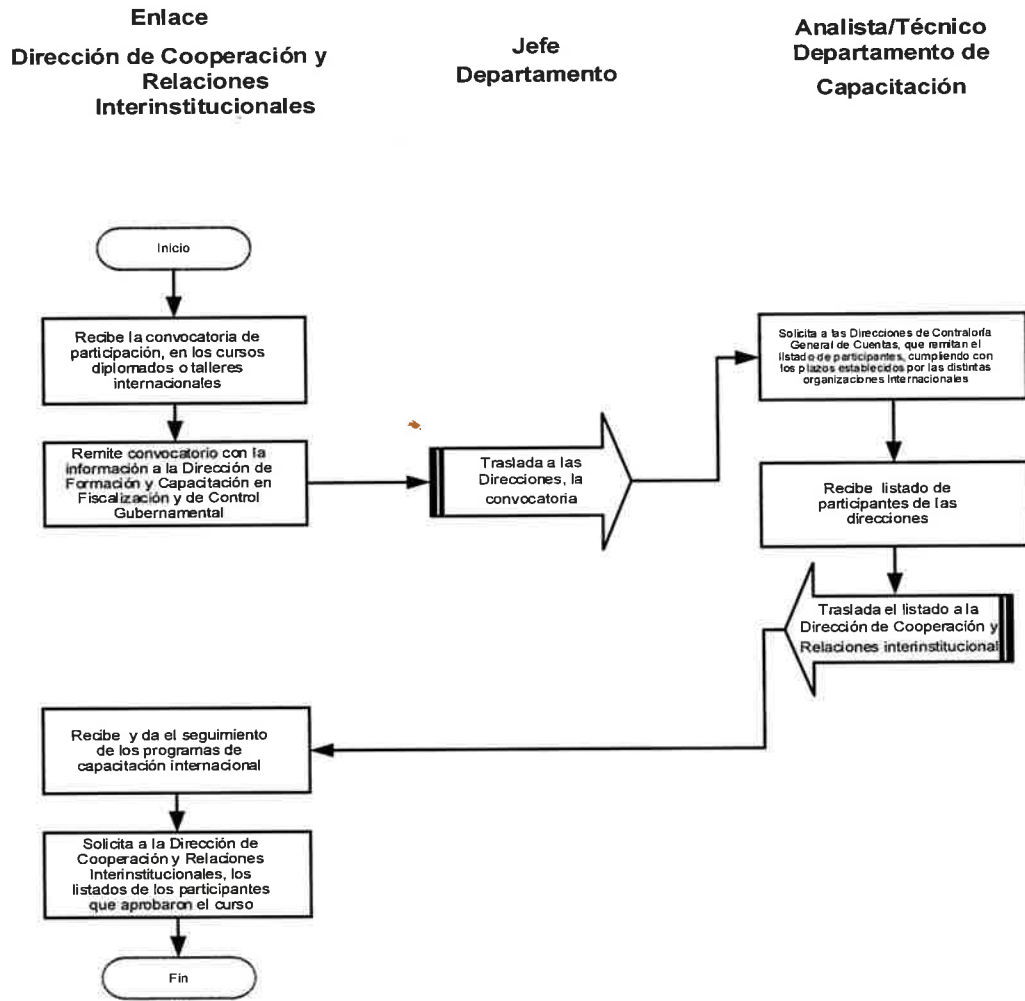 Enlace
Dirección de Cooperación y
Relaciones
Interinstitucionales
Jefe
Departamento
Analista/Técnico
Departamento de
Capacitación
Inicio
Recibe la convocatoria de
participación, en los cursos
diplomados o talleres
internacionales
Remite convocatorio con la
información a la Dirección de
Formación y Capacitación en
Fiscalización y de Control
Gubernamental
Traslada a las
Direcciones, la
convocatoria
Solicita a las Direcciones de Contraloría
General de Cuentas, que remitan el
listado de participantes, cumpliendo con
los plazos establecidos por las distintas
organizaciones Internacionales
Recibe listado de
participantes de las
direcciones
Traslada el listado a la
Dirección de Cooperación y
Relaciones interinstitucional
Recibe y da el seguimiento
de los programas de
capacitación internacional
Solicita a la Dirección de
Cooperación y Relaciones
Interinstitucionales, los
listados de los participantes
que aprobaron el curso
Fin